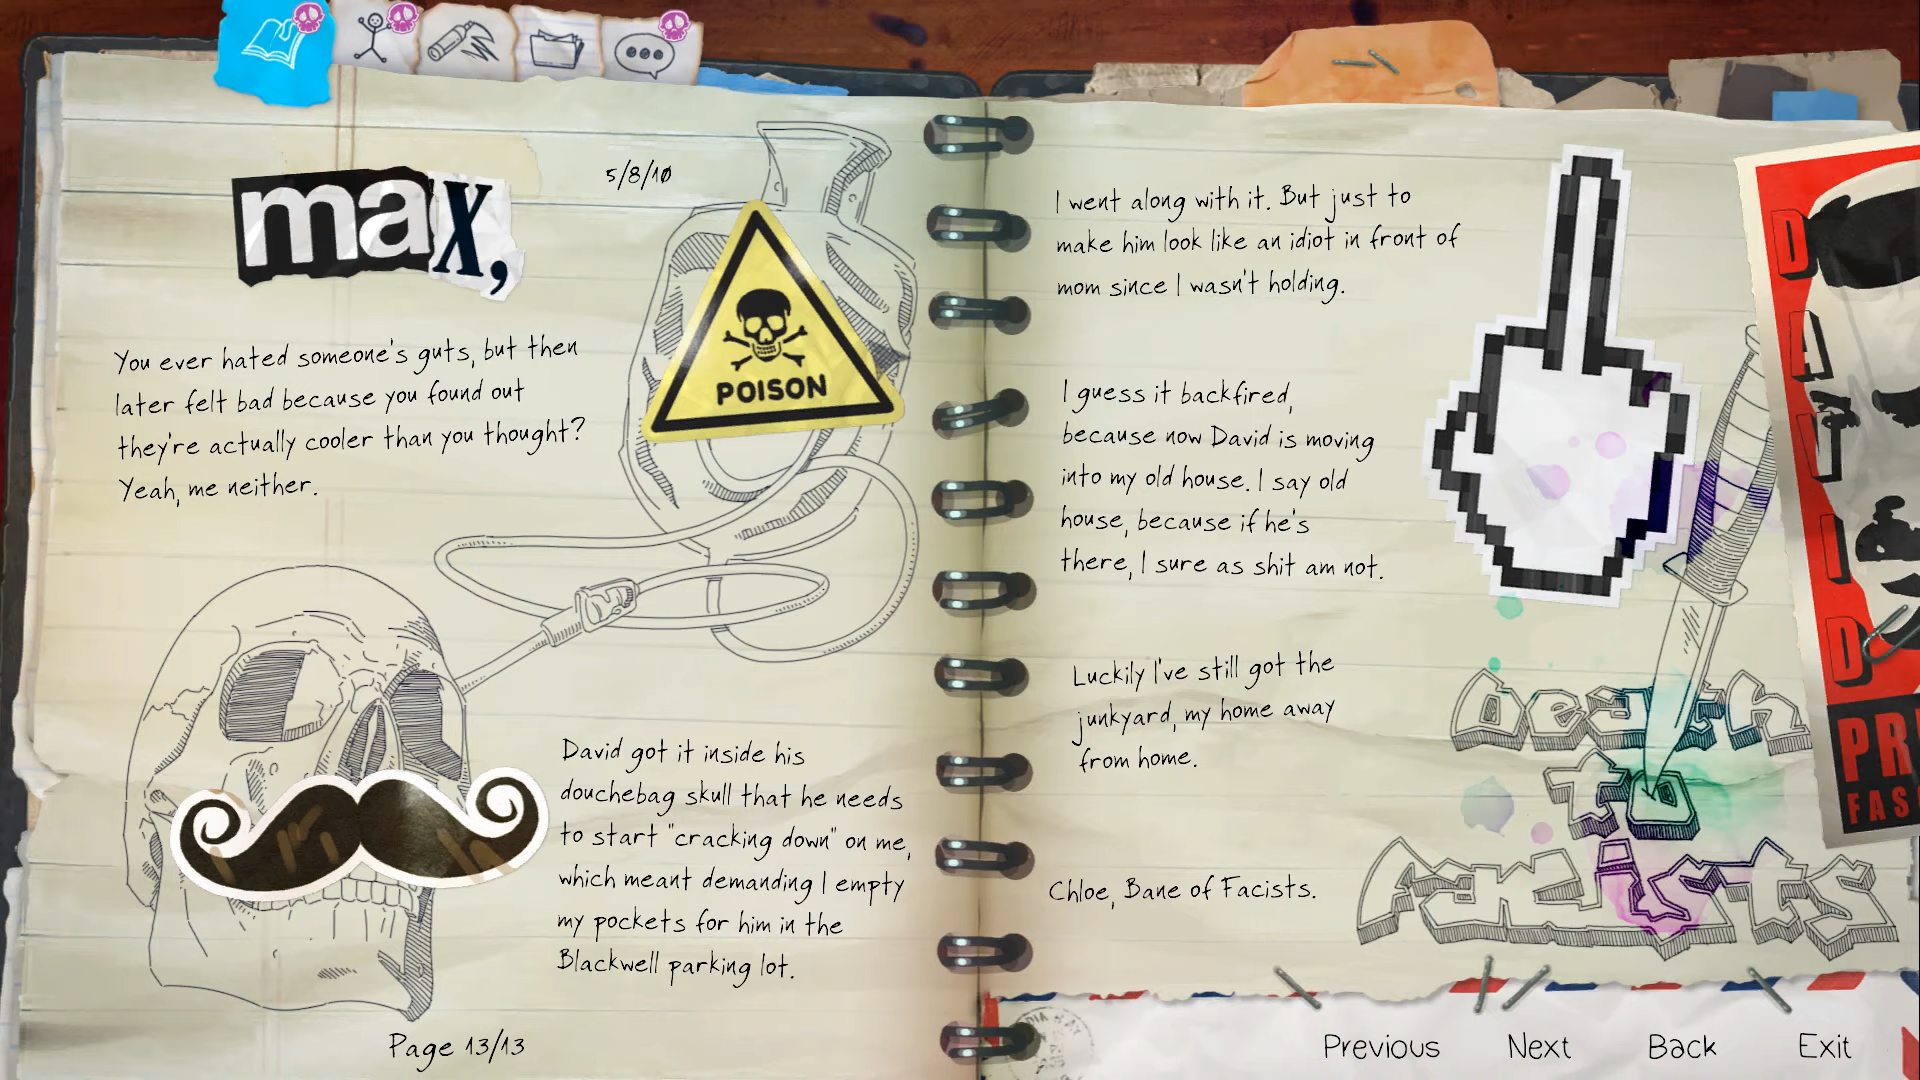 max,
5/8/10
POISON
You ever hated someone's guts, but then
later felt bad because you found out
they're actually cooler than you thought?
Yeah, me neither.
David got it inside his
douchebag skull that he needs
to start "cracking down" on me,
which meant demanding I empty
my pockets for him in the
Blackwell parking lot.
Page 13/13
I went along with it. But just to
make him look like an idiot in front of
mom since I wasn't holding.
I guess it backfired,
because now David is moving
into my old house. I say old
house, because if he's
there, I sure as shit am not.
Luckily I've still got the
junkyard, my home away
from home.
Chloe, Bane of Facists.
Death
to
Facists
DAVID
PR
FASC
Previous
Next
Back
Exit